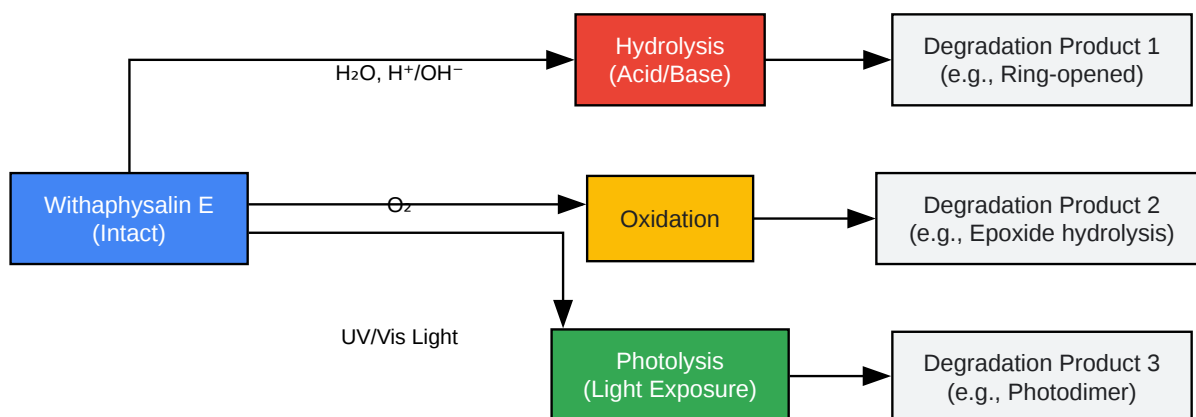 Hydrolysis
(Acid/Base)
Degradation Product 1
(e.g., Ring-opened)
H₂O, H⁺/OH⁻
Withaphysalin E
(Intact)
O₂
Oxidation
Degradation Product 2
(e.g., Epoxide hydrolysis)
UV/Vis Light
Photolysis
(Light Exposure)
Degradation Product 3
(e.g., Photodimer)